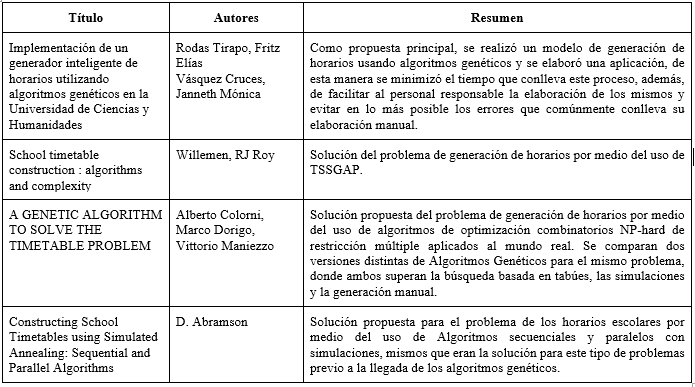 Título
Autores
Resumen
Implementación de un
generador inteligente de
horarios utilizando
algoritmos genéticos en la
Universidad de Ciencias y
Humanidades
Rodas Tirapo, Fritz
Elías
Vásquez Cruces,
Janneth Mónica
Como propuesta principal, se realizó un modelo de generación de
horarios usando algoritmos genéticos y se elaboró una aplicación, de
esta manera se minimizó el tiempo que conlleva este proceso, además,
de facilitar al personal responsable la elaboración de los mismos y
evitar en lo más posible los errores que comúnmente conlleva su
elaboración manual.
School timetable
construction : algorithms
and complexity
Willemen, RJ Roy
Solución del problema de generación de horarios por medio del uso de
TSSGAP.
A GENETIC ALGORITHM
TO SOLVE THE
TIMETABLE PROBLEM
Alberto Colorni,
Marco Dorigo,
Vittorio Maniezzo
Solución propuesta del problema de generación de horarios por medio
del uso de algoritmos de optimización combinatorios NP-hard de
restricción múltiple aplicados al mundo real. Se comparan dos
versiones distintas de Algoritmos Genéticos para el mismo problema,
donde ambos superan la búsqueda basada en tabúes, las simulaciones
y la generación manual.
Constructing School
Timetables using Simulated
Annealing: Sequential and
Parallel Algorithms
D. Abramson
Solución propuesta para el problema de los horarios escolares por
medio del uso de Algoritmos secuenciales y paralelos con
simulaciones, mismos que eran la solución para este tipo de problemas
previo a la llegada de los algoritmos genéticos.